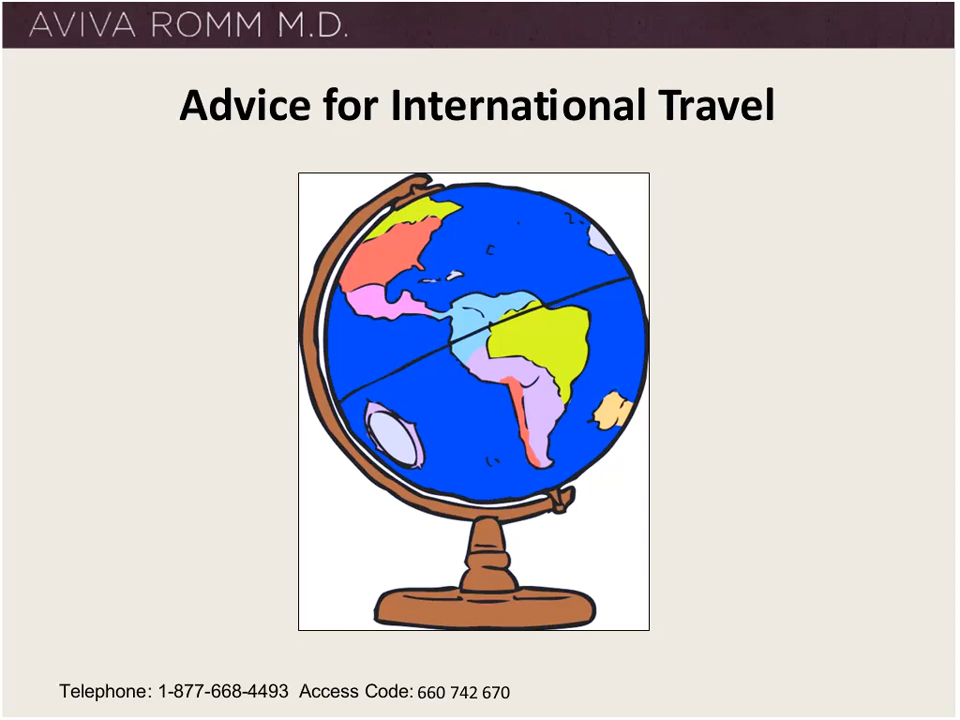 AVIVA ROMM M.D.
Advice for International Travel
Telephone: 1-877-668-4493 Access Code: 660 742 670